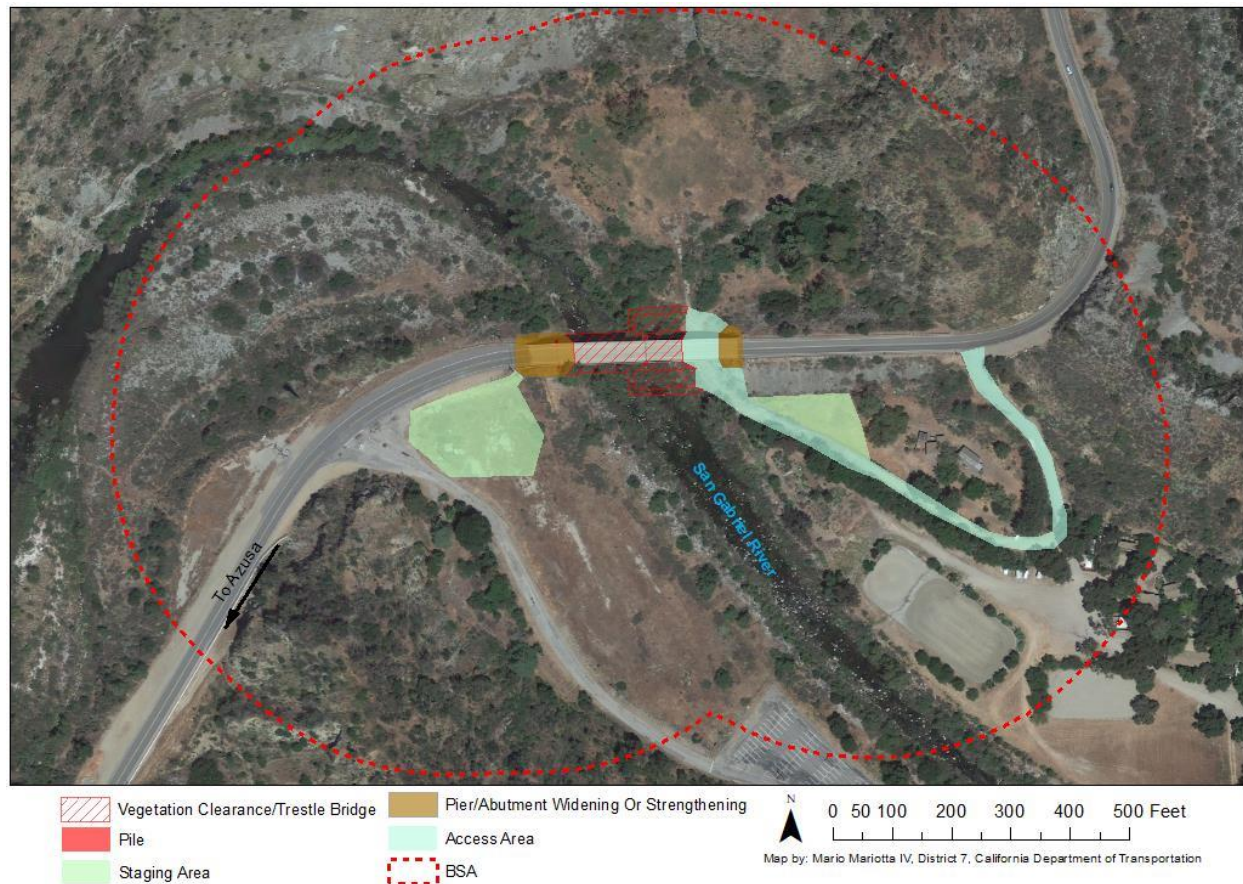 San Gabriel River
To Azusa
Vegetation Clearance/Trestle Bridge
Pile
Staging Area
Pier/Abutment Widening Or Strengthening
Access Area
BSA
N
0 50 100 200 300 400 500 Feet
Map by: Mario Mariotta IV, District 7, California Department of Transportation